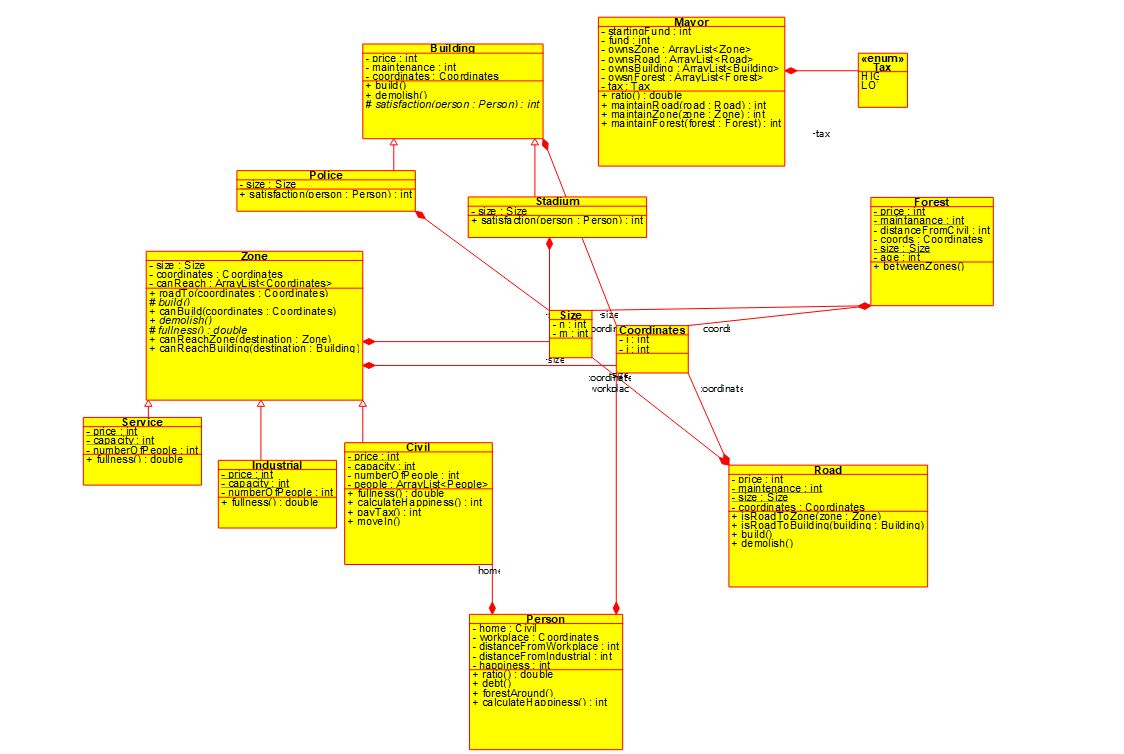 Mayor
- startingFund : int
- fund : int
- ownsZone : ArrayList<Zone>
- ownsRoad : ArrayList<Road>
- ownsBuilding : ArrayList<Building>
- owsnForest : ArrayList<Forest>
- tax : Tax
+ ratio() : double
+ maintainRoad(road : Road) : int
+ maintainZone(zone : Zone) : int
+ maintainForest(forest : Forest) : int
«enum»
Tax
HIG
LO
-tax
Building
- price : int
- maintenance : int
- coordinates : Coordinates
+ build()
+ demolish()
# satisfaction(person : Person) : int
Police
- size : Size
+ satisfaction(person : Person) : int
Stadium
- size : Size
+ satisfaction(person : Person) : int
Forest
- price : int
- maintanance : int
- distanceFromCivil : int
- coords : Coordinates
- size : Size
- age : int
+ betweenZones()
Zone
- size : Size
- coordinates : Coordinates
- canReach : ArrayList<Coordinates>
+ roadTo(coordinates : Coordinates)
# build()
+ canBuild(coordinates : Coordinates)
+ demolish()
# fullness() : double
+ canReachZone(destination : Zone)
+ canReachBuilding(destination : Building)
Size
- n : int
- m : int
-size
Coordinates
- i : int
- j : int
coords
-size
coordinate
workplac
coordinate
Service
- price : int
- capacity : int
- numberOfPeople : int
+ fullness() : double
Industrial
- price : int
- capacity : int
- numberOfPeople : int
+ fullness() : double
Civil
- price : int
- capacity : int
- numberOfPeople : int
- people : ArrayList<People>
+ fullness() : double
+ calculateHappiness() : int
+ payTax() : int
+ moveIn()
home
Road
- price : int
- maintenance : int
- size : Size
- coordinates : Coordinates
+ isRoadToZone(zone : Zone)
+ isRoadToBuilding(building : Building)
+ build()
+ demolish()
Person
- home : Civil
- workplace : Coordinates
- distanceFromWorkplace : int
- distanceFromIndustrial : int
- happiness : int
+ ratio() : double
+ debt()
+ forestAround()
+ calculateHappiness() : int